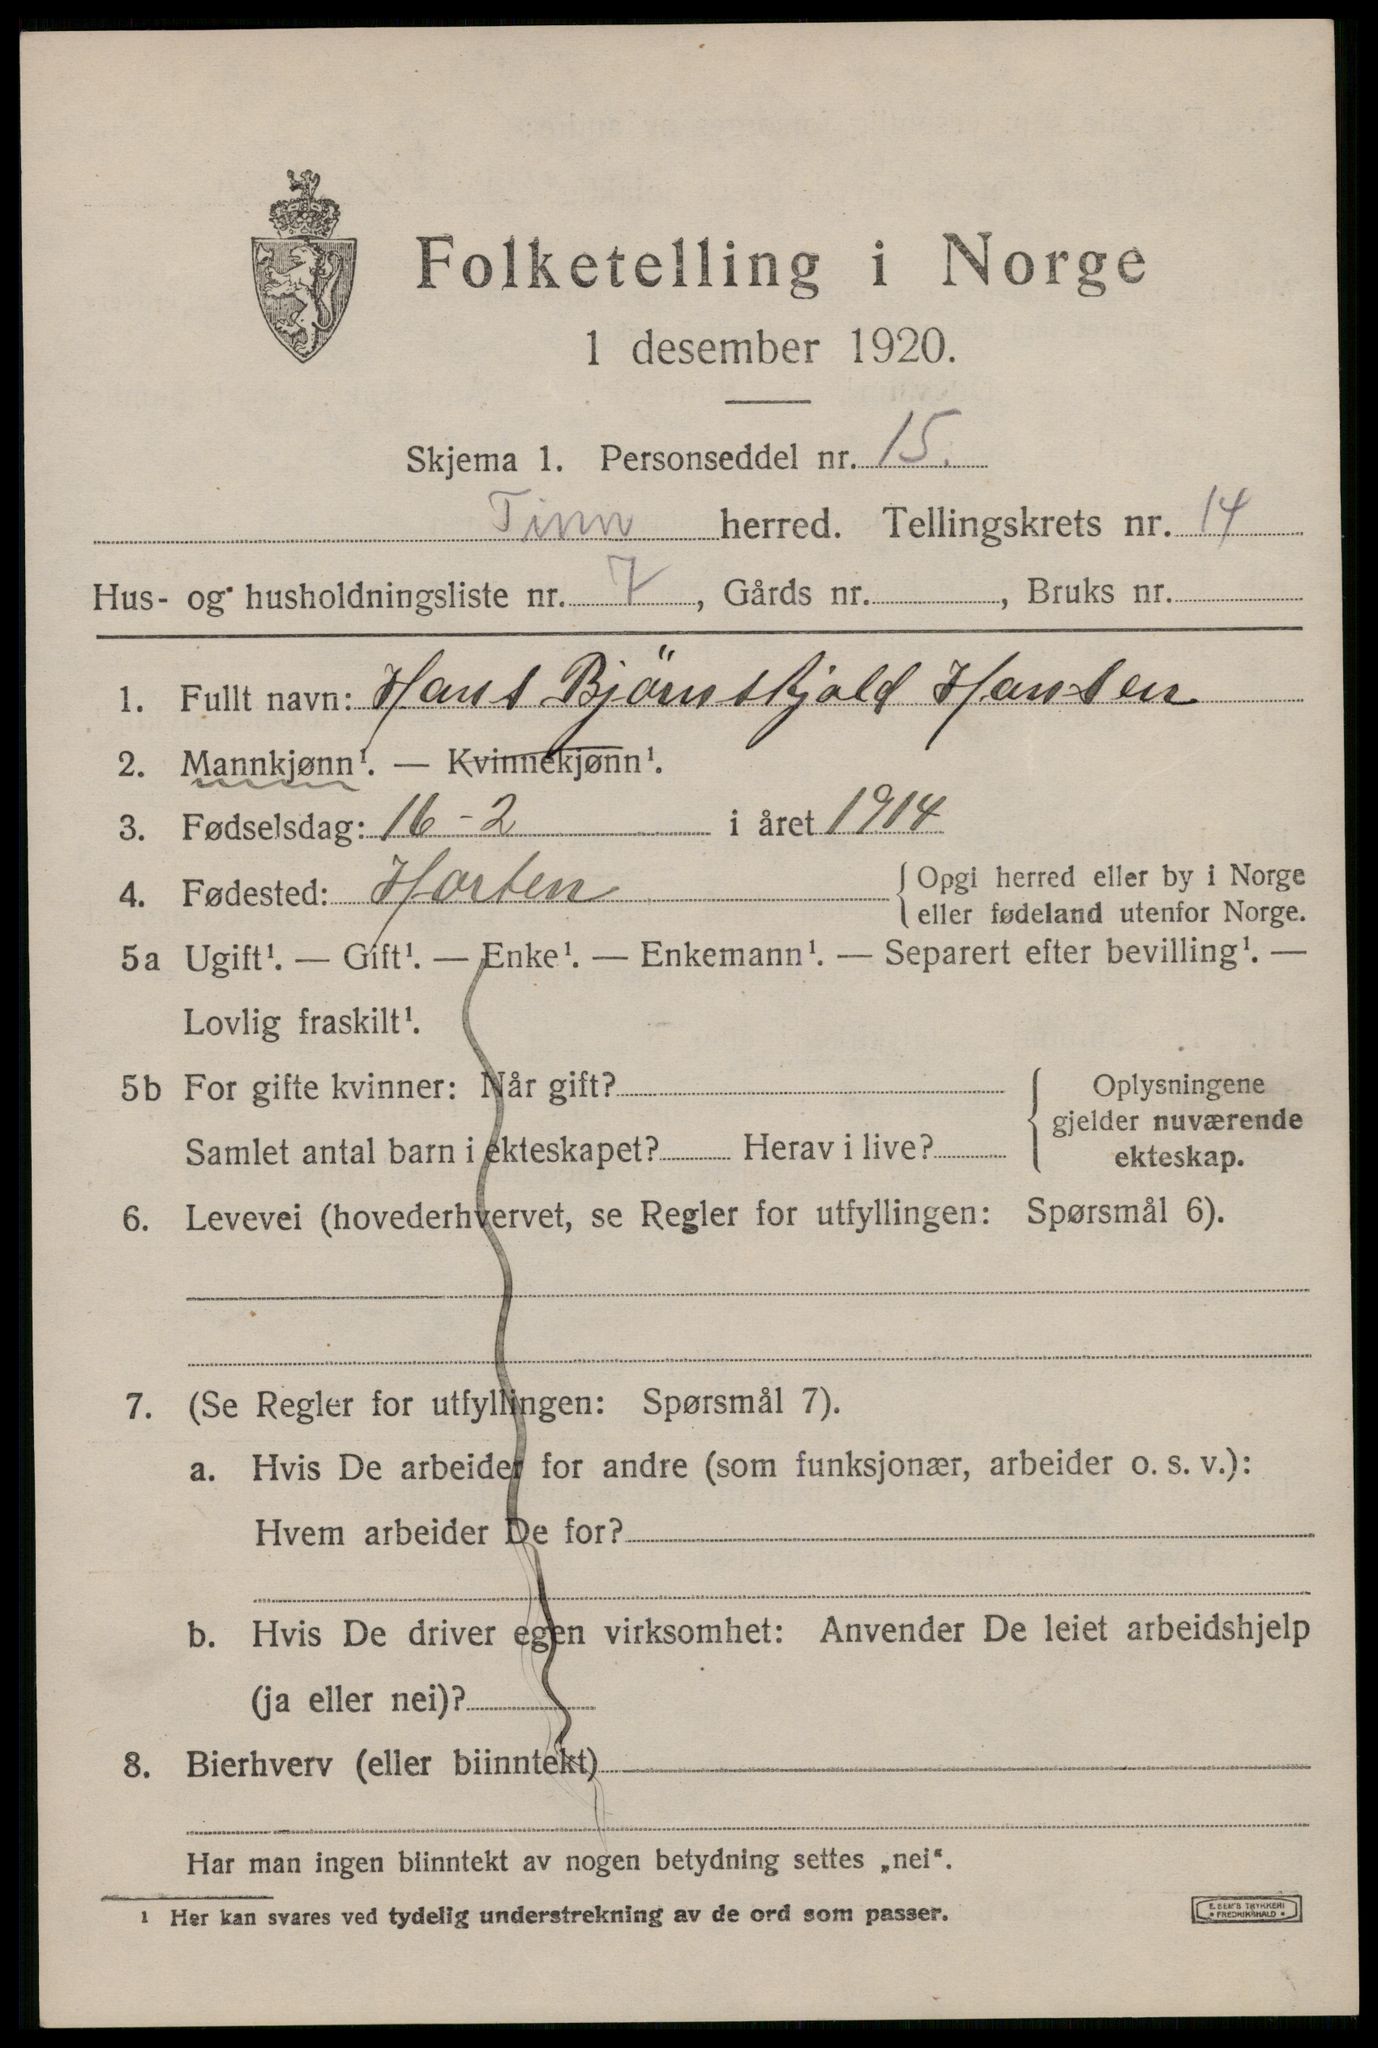 Folketelling i Norge
1 desember 1920.
Skjema 1. Personseddel nr. 15.
Tinn herred. Tellingskrets nr. 14
Hus- og husholdningsliste nr. 7, Gårds nr. , Bruks nr.
1. Fullt navn: Hans Björnskjold Hansen
2. Mannkjønn¹. — Kvinnekjønn¹.
3. Fødselsdag: 16-2 i året 1914
4. Fødested: Horten { Opgi herred eller by i Norge
eller fødeland utenfor Norge.
5a Ugift¹. — Gift¹. — Enke¹. — Enkemann¹. — Separert efter bevilling¹. —
Lovlig fraskilt¹.
5b For gifte kvinner: Når gift? { Oplysningene
gjelder nuværende
Samlet antal barn i ekteskapet? Herav i live? ekteskap.
6. Levevei (hovederhvervet, se Regler for utfyllingen: Spørsmål 6).
7. (Se Regler for utfyllingen: Spørsmål 7).
a. Hvis De arbeider for andre (som funksjonær, arbeider o. s. v.):
Hvem arbeider De for?
b. Hvis De driver egen virksomhet: Anvender De leiet arbeidshjelp
(ja eller nei)?
8. Bierhverv (eller biinntekt)
Har man ingen biinntekt av nogen betydning settes „nei“.
¹ Her kan svares ved tydelig understrekning av de ord som passer.
E. SEM'S TRYKKERI
• FREDRIKSHALD •